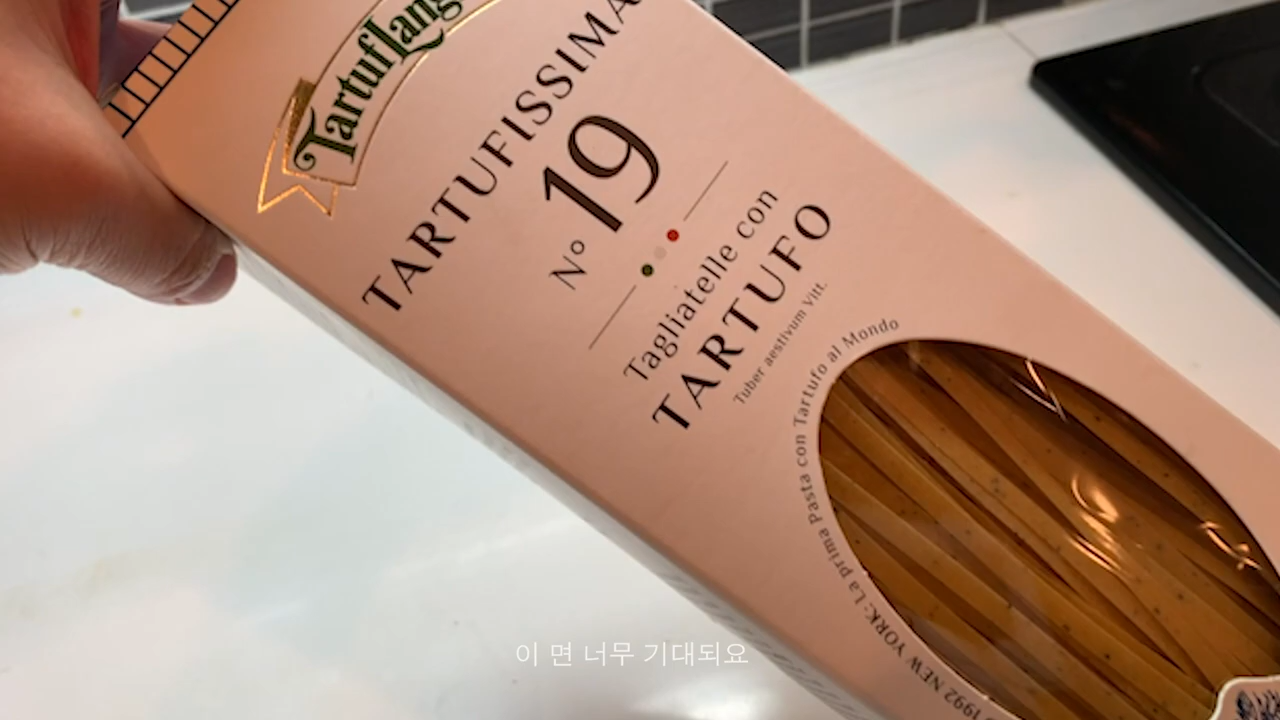 Tartuflang
TARTUFISSIMA
Nº 19
Tagliatelle con
TARTUFO
Tuber aestivum Vitt.
1992 NEW YORK: La prima Pasta con Tartufo al Mondo
이 면 너무 기대되요